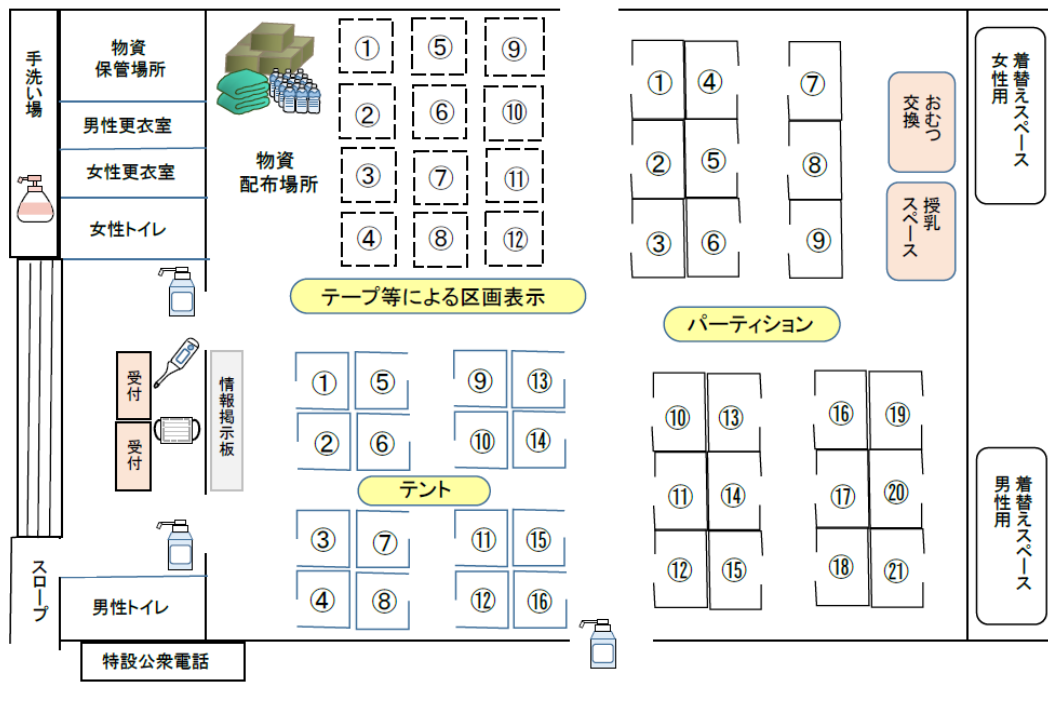 手洗い場
物資
保管場所
男性更衣室
女性更衣室
女性トイレ
物資
配布場所
①
⑤
⑨
②
⑥
⑩
③
⑦
⑪
④
⑧
⑫
テープ等による区画表示
①
④
⑦
②
⑤
⑧
③
⑥
⑨
おむつ
交換
授乳
スペース
着替えスペース
女性用
パーティション
受付
受付
情報掲示板
①
⑤
⑨
⑬
②
⑥
⑩
⑭
テント
③
⑦
⑪
⑮
④
⑧
⑫
⑯
⑩
⑬
⑯
⑲
⑪
⑭
⑰
⑳
⑫
⑮
⑱
㉑
着替えスペース
男性用
スロープ
男性トイレ
特設公衆電話